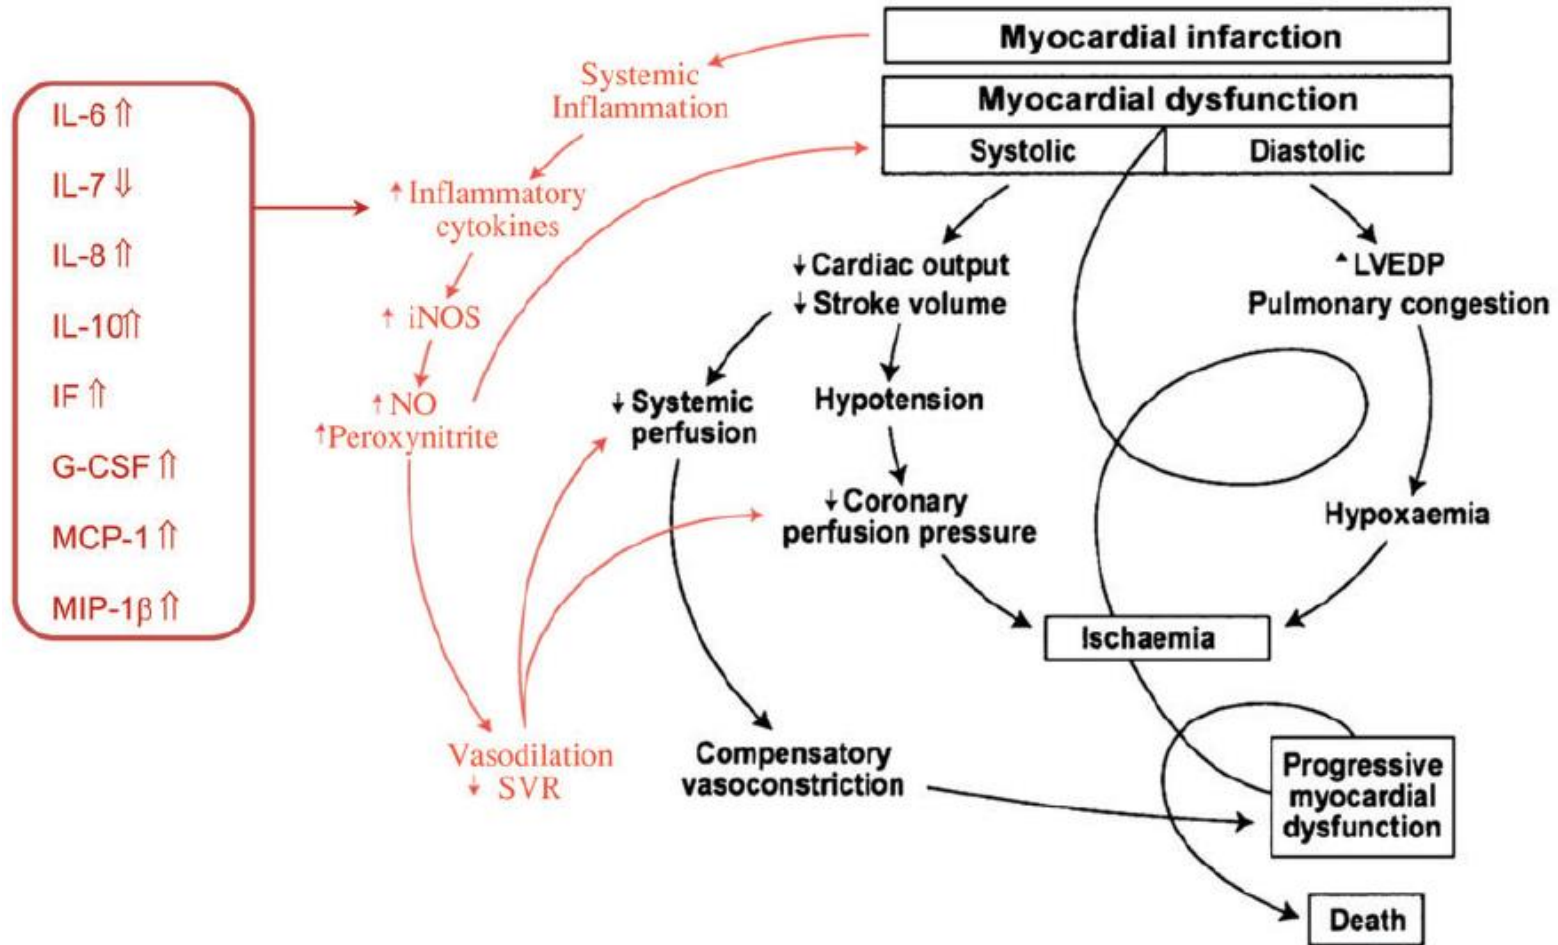 IL-6 ⇑
IL-7 ⇓
IL-8 ⇑
IL-10⇑
IF ⇑
G-CSF ⇑
MCP-1 ⇑
MIP-1β ⇑
Systemic
Inflammation
↑ Inflammatory
cytokines
↑ iNOS
↑ NO
↑Peroxynitrite
Vasodilation
↓ SVR
Myocardial infarction
Myocardial dysfunction
Systolic
Diastolic
↓Cardiac output
↓Stroke volume
▲LVEDP
Pulmonary congestion
↓Systemic
perfusion
Hypotension
↓Coronary
perfusion pressure
Hypoxaemia
Ischaemia
Compensatory
vasoconstriction
Progressive
myocardial
dysfunction
Death